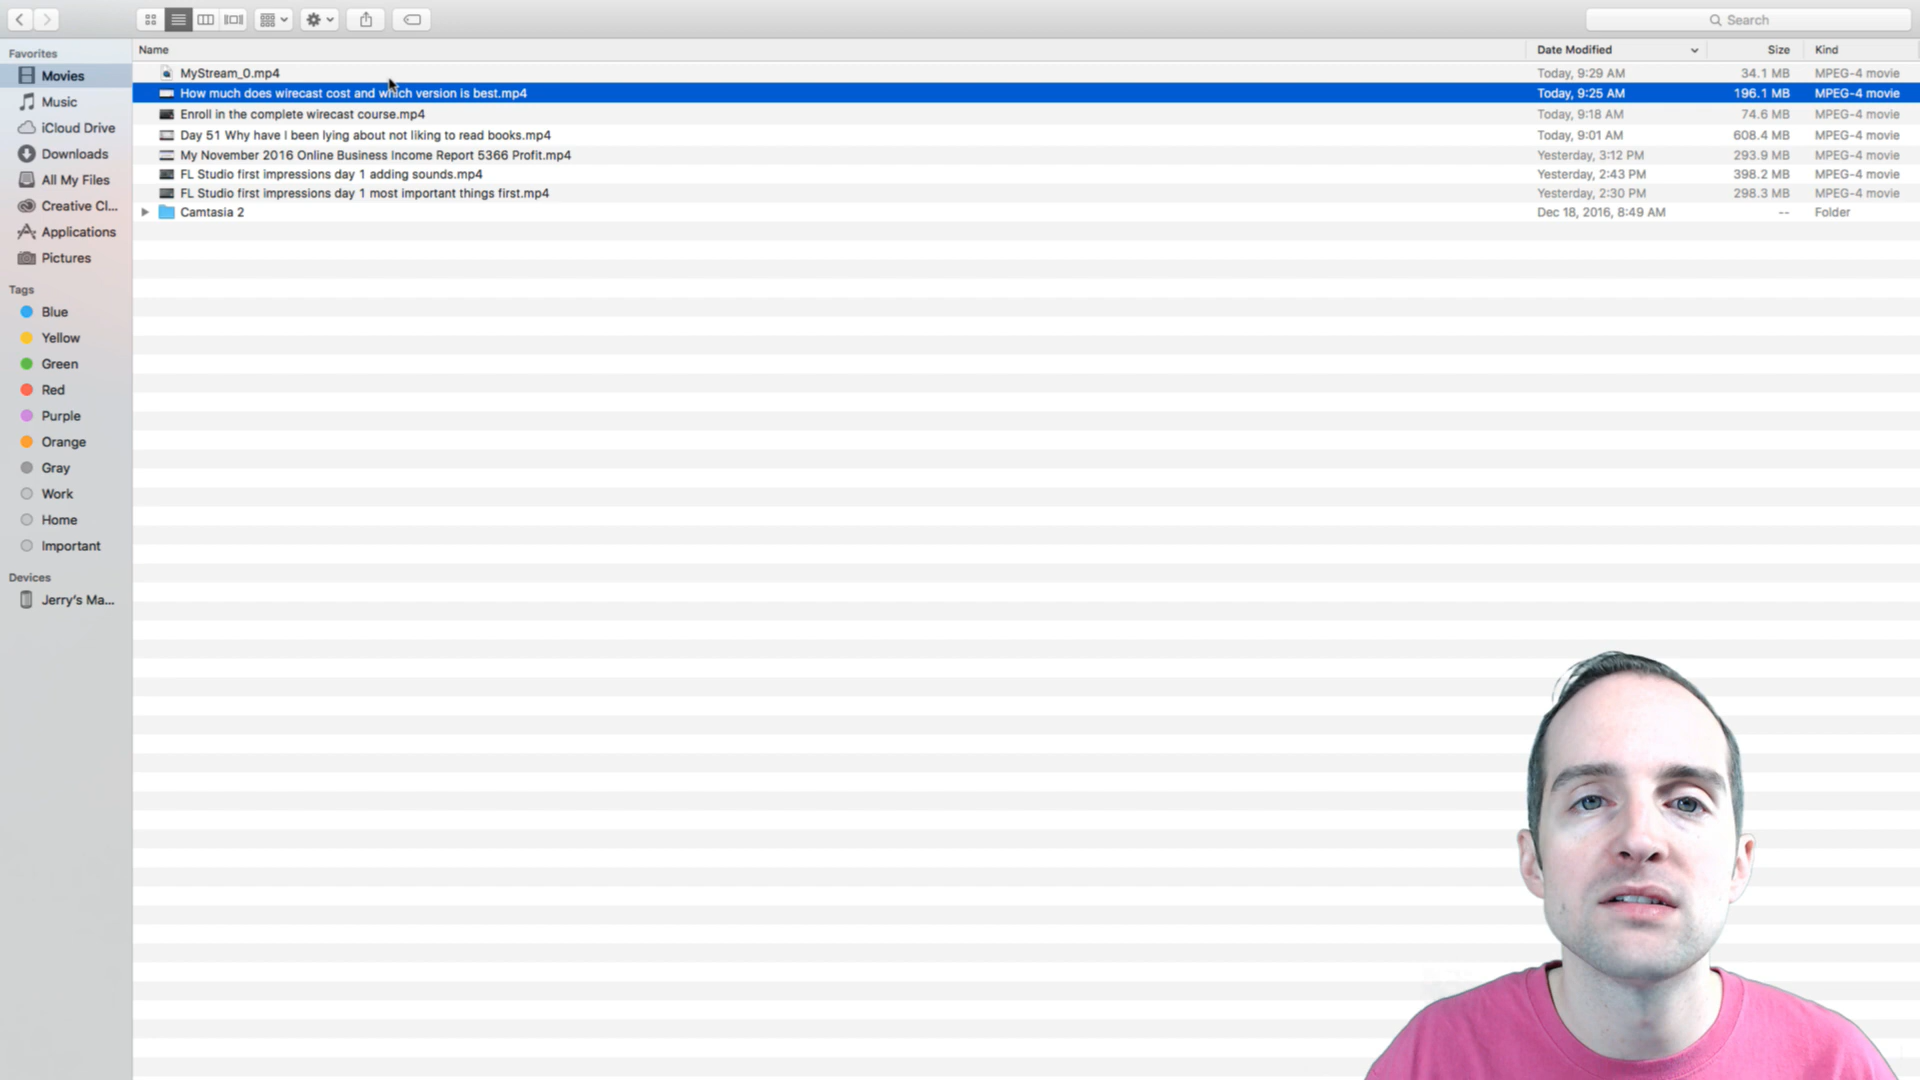 Search
Favorites
Name
Date Modified
Size
Kind
Movies
MyStream_0.mp4
Today, 9:29 AM
34.1 MB
MPEG-4 movie
How much does wirecast cost and which version is best.mp4
Today, 9:25 AM
196.1 MB
MPEG-4 movie
Music
Enroll in the complete wirecast course.mp4
Today, 9:18 AM
74.6 MB
MPEG-4 movie
iCloud Drive
Day 51 Why have I been lying about not liking to read books.mp4
Today, 9:01 AM
608.4 MB
MPEG-4 movie
Downloads
My November 2016 Online Business Income Report 5366 Profit.mp4
Yesterday, 3:12 PM
293.9 MB
MPEG-4 movie
All My Files
FL Studio first impressions day 1 adding sounds.mp4
Yesterday, 2:43 PM
398.2 MB
MPEG-4 movie
FL Studio first impressions day 1 most important things first.mp4
Yesterday, 2:30 PM
298.3 MB
MPEG-4 movie
Creative Cl...
Camtasia 2
Dec 18, 2016, 8:49 AM
--
Folder
Applications
Pictures
Tags
Blue
Yellow
Green
Red
Purple
Orange
Gray
Work
Home
Important
Devices
Jerry's Ma...